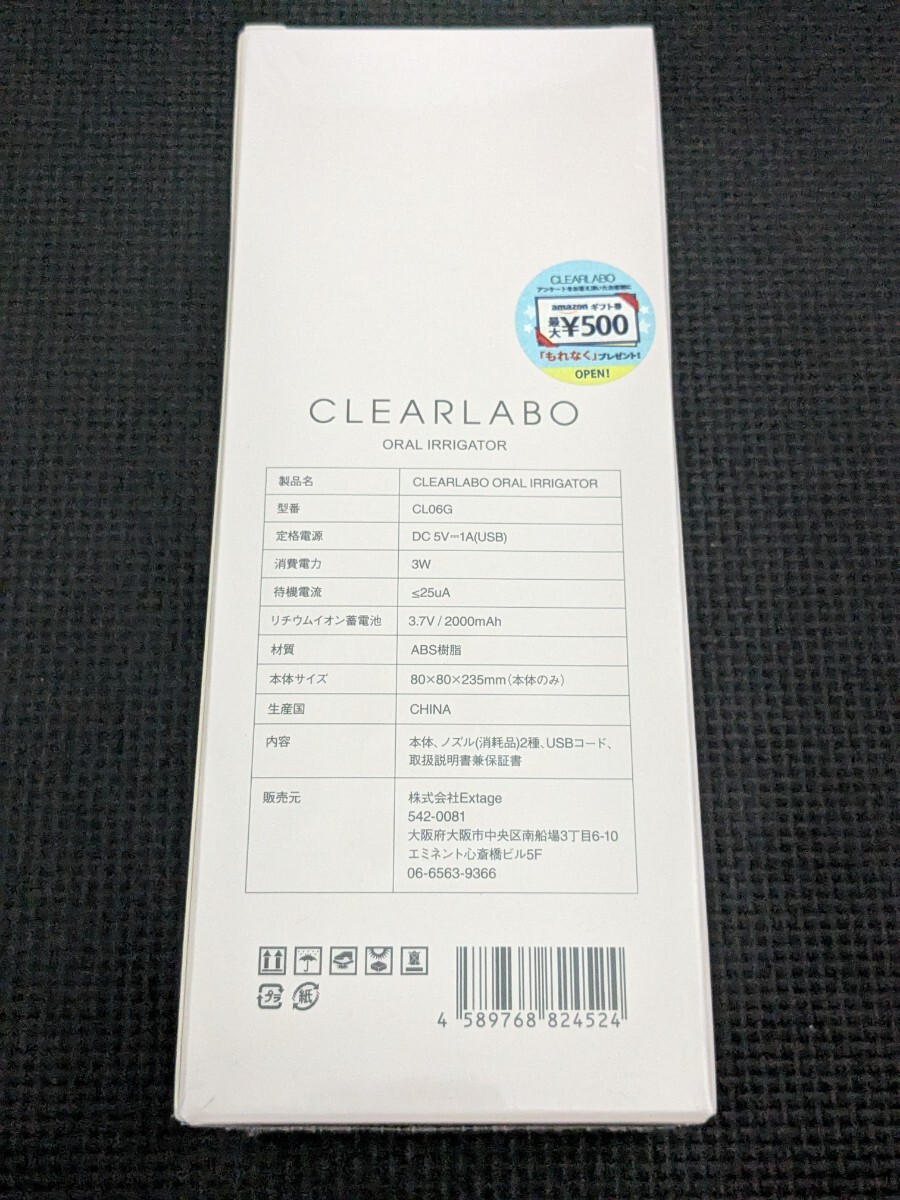 CLEARLABO
アンケートをお答え頂いたお客様に
amazon ギフト券
最大¥500
「もれなく」プレゼント!
OPEN!
CLEARLABO
ORAL IRRIGATOR
製品名 CLEARLABO ORAL IRRIGATOR
型番 CL06G
定格電源 DC 5V⎓1A(USB)
消費電力 3W
待機電流 ≤25uA
リチウムイオン蓄電池 3.7V / 2000mAh
材質 ABS樹脂
本体サイズ 80×80×235mm(本体のみ)
生産国 CHINA
内容 本体、ノズル(消耗品)2種、USBコード、
取扱説明書兼保証書
販売元 株式会社Extage
542-0081
大阪府大阪市中央区南船場3丁目6-10
エミネント心斎橋ビル5F
06-6563-9366
プラ 紙
4 589768 824524